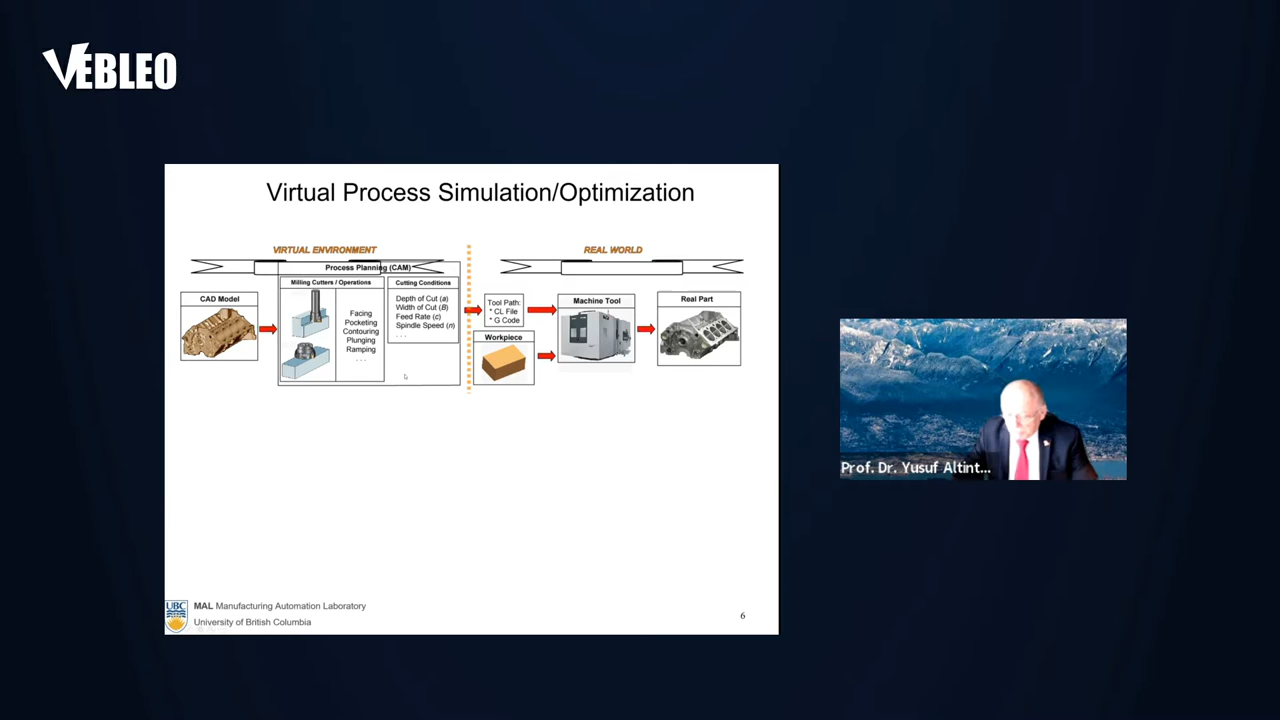 VEBLEO
Virtual Process Simulation/Optimization
VIRTUAL ENVIRONMENT
REAL WORLD
Process Planning (CAM)
Milling Cutters / Operations
Cutting Conditions
CAD Model
Facing
Pocketing
Contouring
Plunging
Ramping
. . .
Depth of Cut (a)
Width of Cut (B)
Feed Rate (c)
Spindle Speed (n)
. . .
Tool Path:
* CL File
* G Code
Workpiece
Machine Tool
Real Part
Prof. Dr. Yusuf Altint...
UBC
MAL Manufacturing Automation Laboratory
University of British Columbia
6